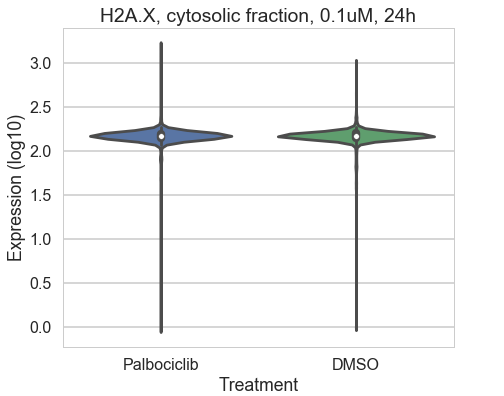 H2A.X, cytosolic fraction, 0.1uM, 24h
Expression (log10)
3.0
2.5
2.0
1.5
1.0
0.5
0.0
Palbociclib DMSO
Treatment